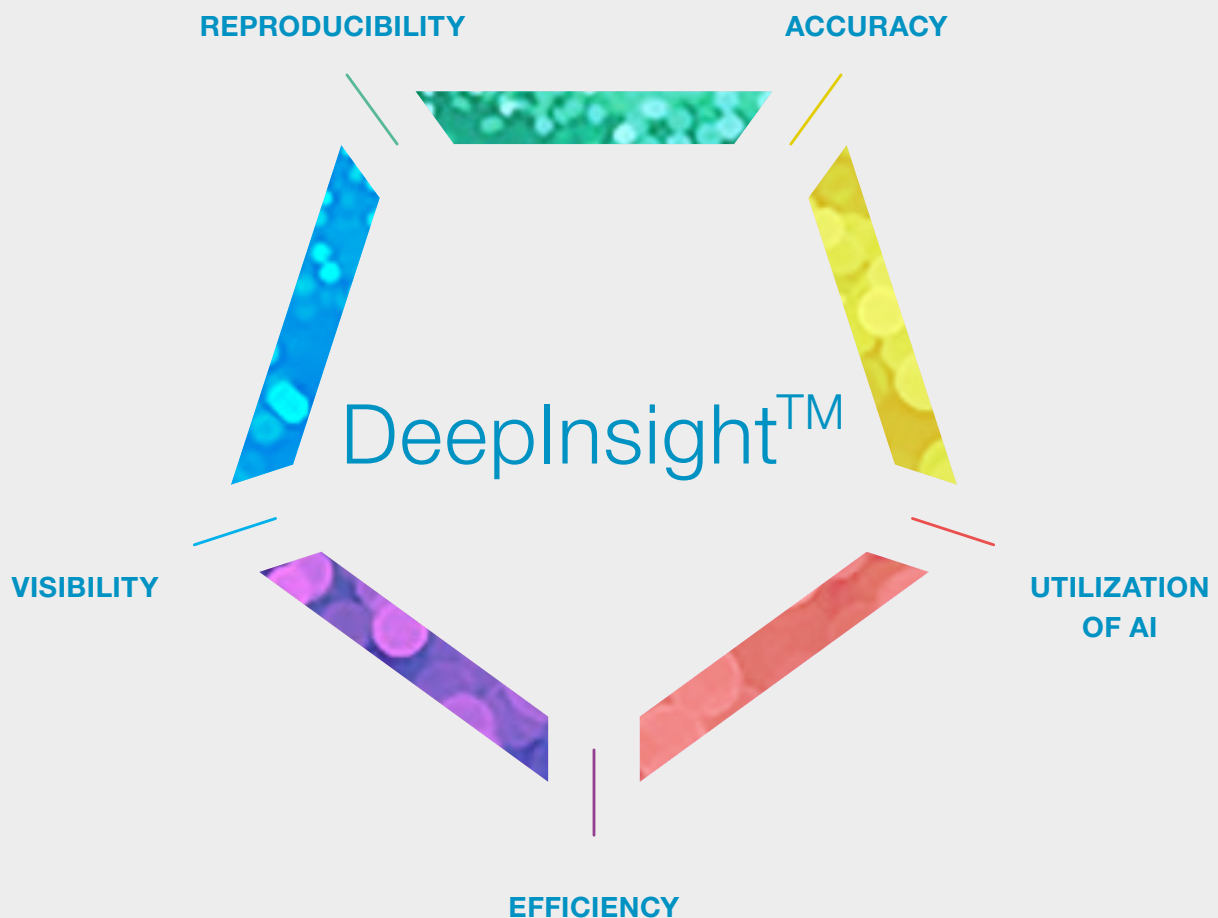 REPRODUCIBILITY
ACCURACY
DeepInsight™
VISIBILITY
UTILIZATION
OF AI
EFFICIENCY